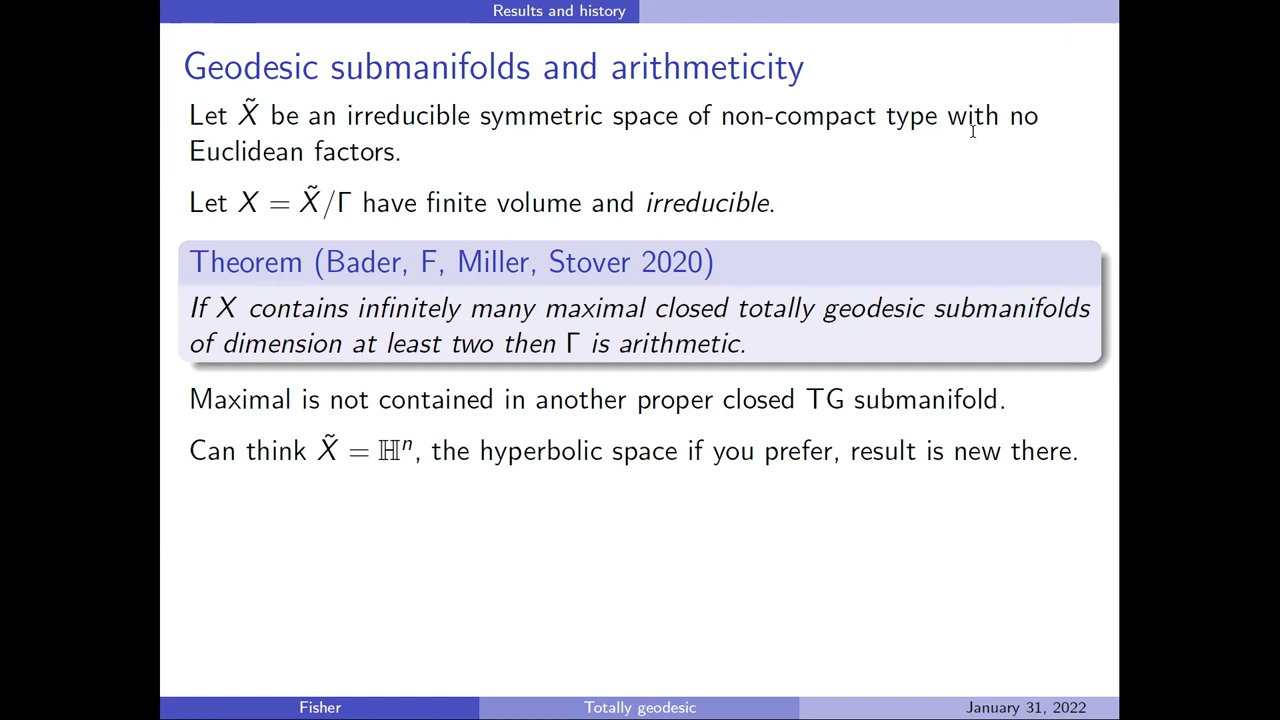 Results and history
Geodesic submanifolds and arithmeticity
Let X̃ be an irreducible symmetric space of non-compact type with no
Euclidean factors.
Let X = X̃/Γ have finite volume and irreducible.
Theorem (Bader, F, Miller, Stover 2020)
If X contains infinitely many maximal closed totally geodesic submanifolds
of dimension at least two then Γ is arithmetic.
Maximal is not contained in another proper closed TG submanifold.
Can think X̃ = ℍⁿ, the hyperbolic space if you prefer, result is new there.
Fisher
Totally geodesic
January 31, 2022